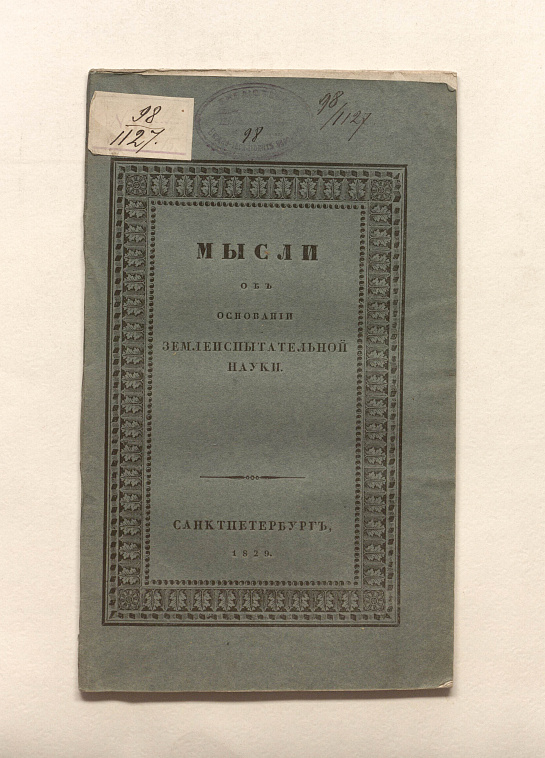 98
1127.
98
98/1127
МЫСЛИ
ОБЪ
ОСНОВАНІИ
ЗЕМЛЕИСПЫТАТЕЛЬНОЙ
НАУКИ.
САНКТПЕТЕРБУРГЪ,
1829.